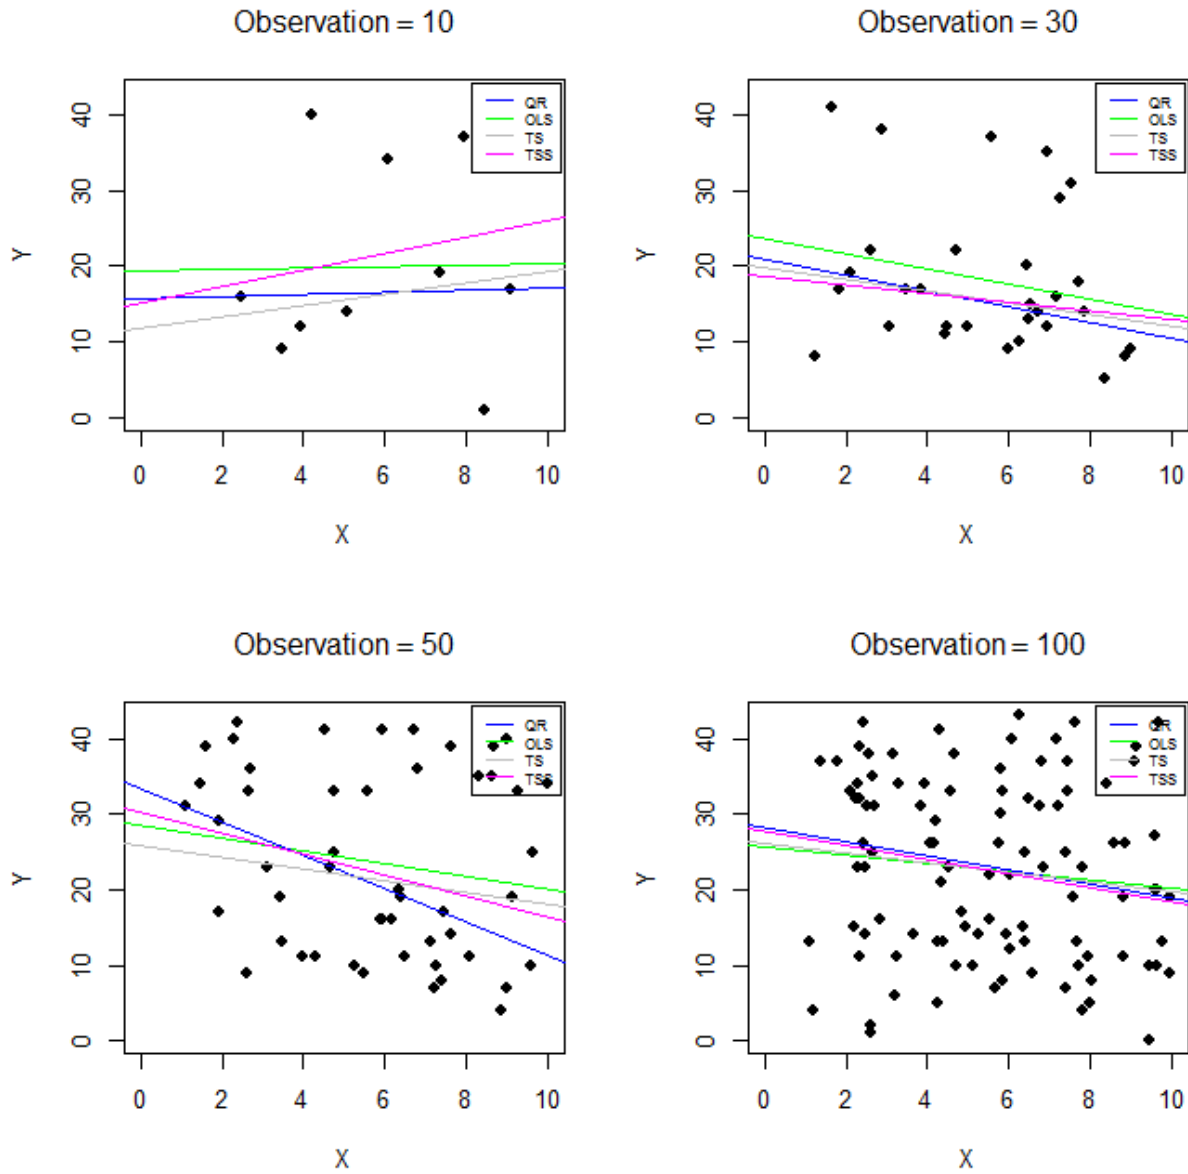 Observation = 10
40
30
20
10
0
Y
QR
OLS
TS
TSS
0 2 4 6 8 10
X
Observation = 30
40
30
20
10
0
Y
QR
OLS
TS
TSS
0 2 4 6 8 10
X
Observation = 50
40
30
20
10
0
Y
QR
OLS
TS
TSS
0 2 4 6 8 10
X
Observation = 100
40
30
20
10
0
Y
QR
OLS
TS
TSS
0 2 4 6 8 10
X